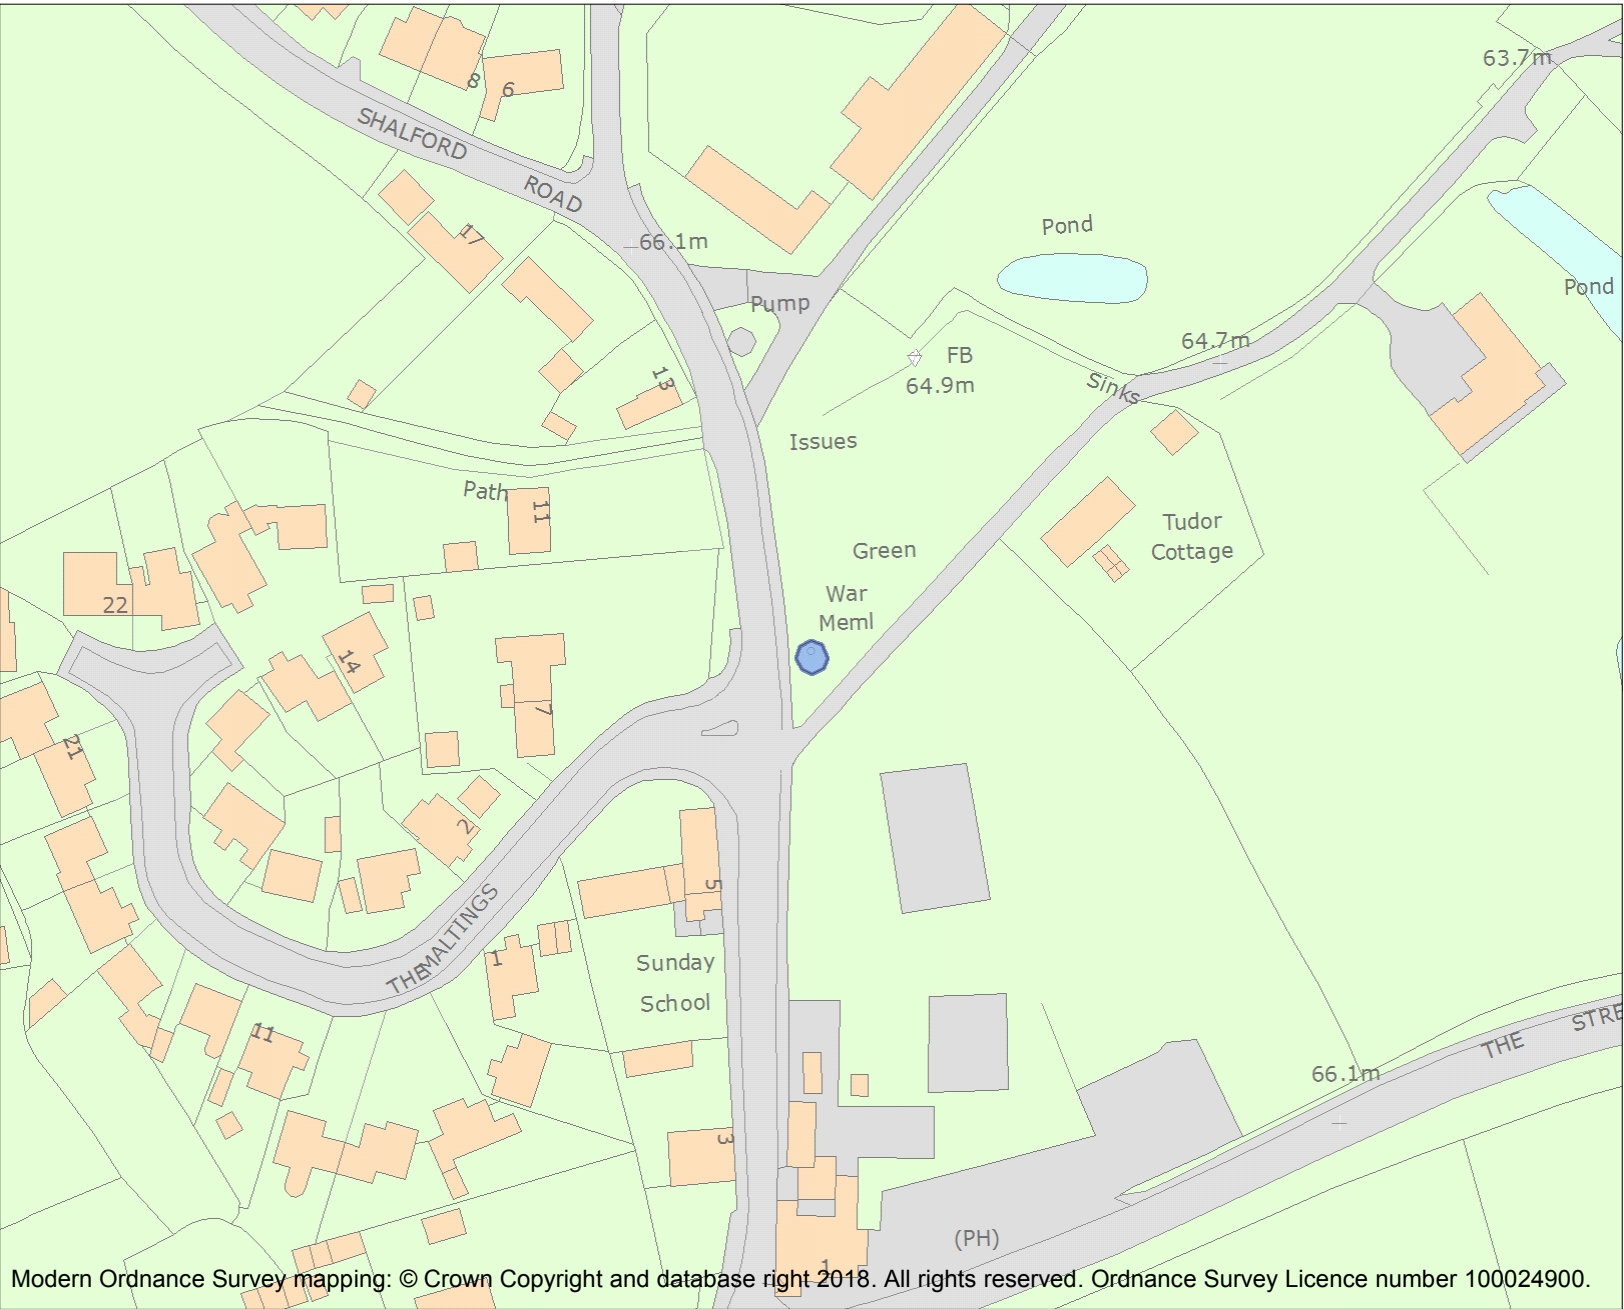 63.7m
8
6
SHALFORD
ROAD
17
66.1m
Pond
Pond
Pump
64.7m
FB
64.9m
Sinks
13
Issues
Path
11
Tudor
Cottage
Green
War
Meml
22
14
7
21
2
5
THE MALTINGS
1
Sunday
School
11
THE STRE
66.1m
3
(PH)
1
Modern Ordnance Survey mapping: © Crown Copyright and database right 2018. All rights reserved. Ordnance Survey Licence number 100024900.